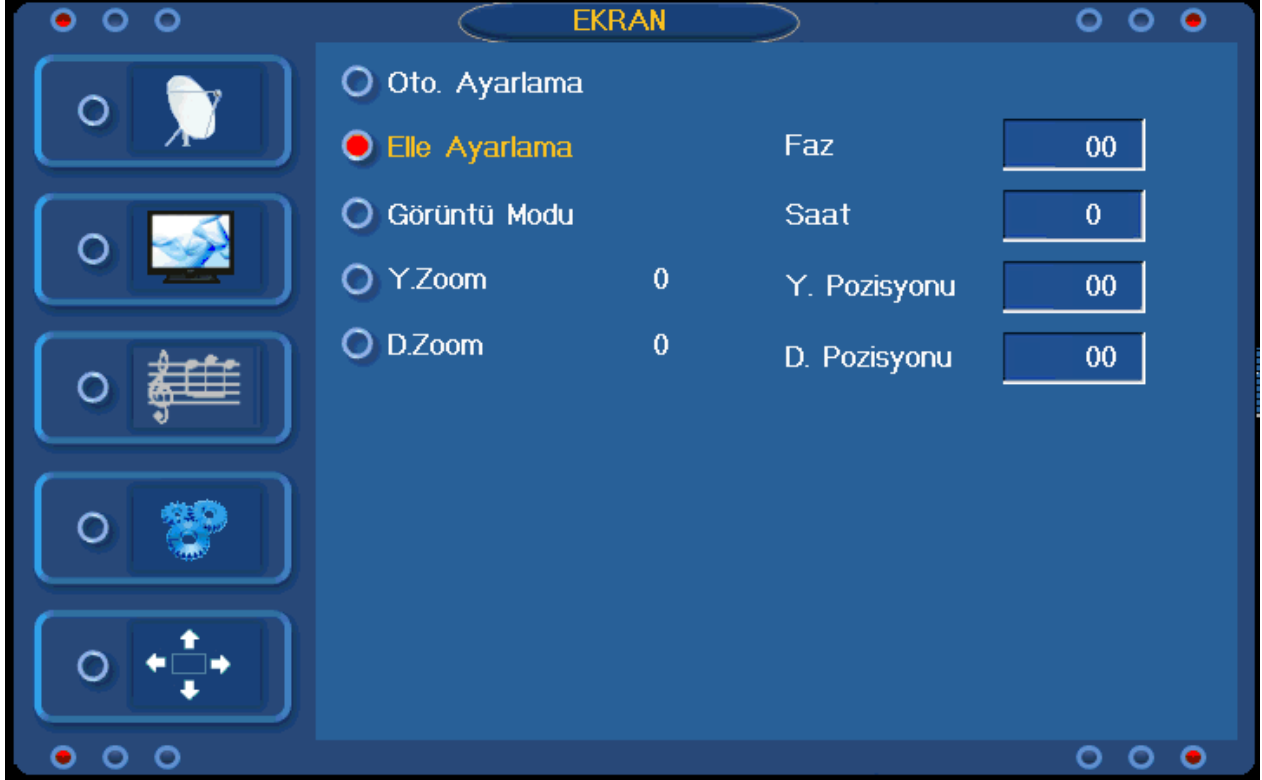 EKRAN
Oto. Ayarlama
Elle Ayarlama Faz 00
Görüntü Modu Saat 0
Y.Zoom 0 Y. Pozisyonu 00
D.Zoom 0 D. Pozisyonu 00